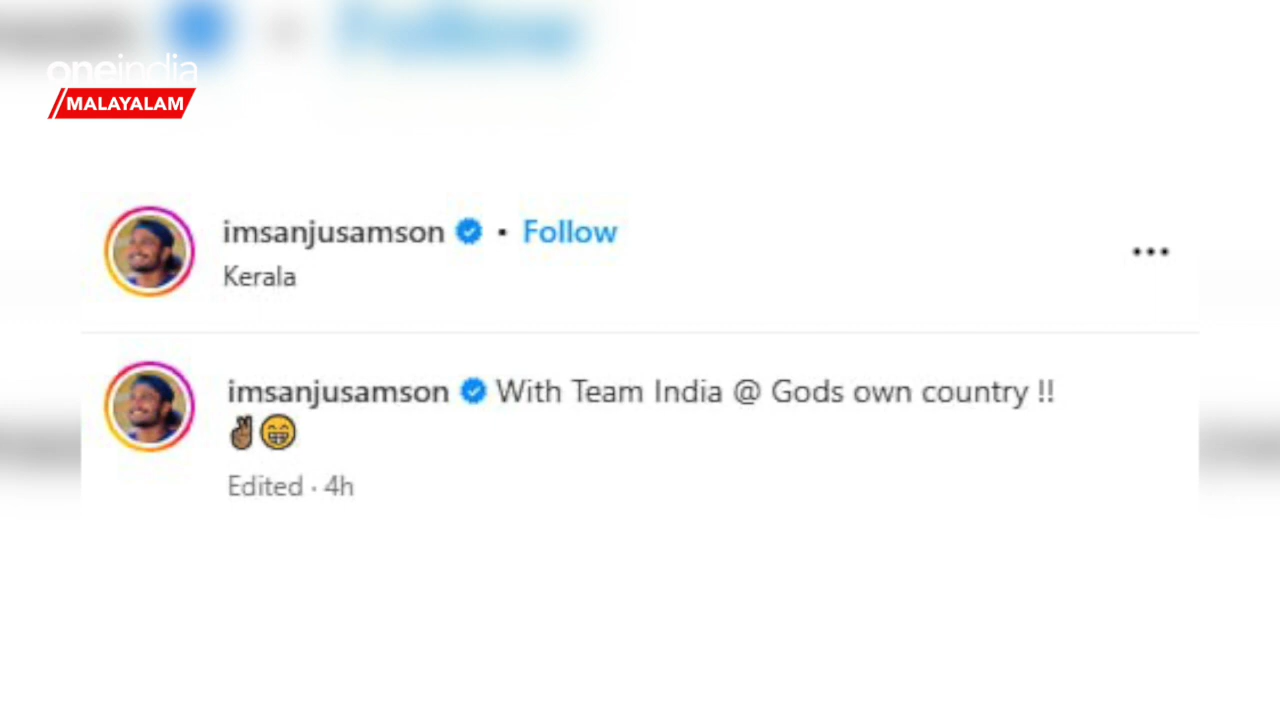 oneindia
MALAYALAM
imsanjusamson • Follow
Kerala
•••
imsanjusamson With Team India @ Gods own country !!
✌🏽😁
Edited · 4h